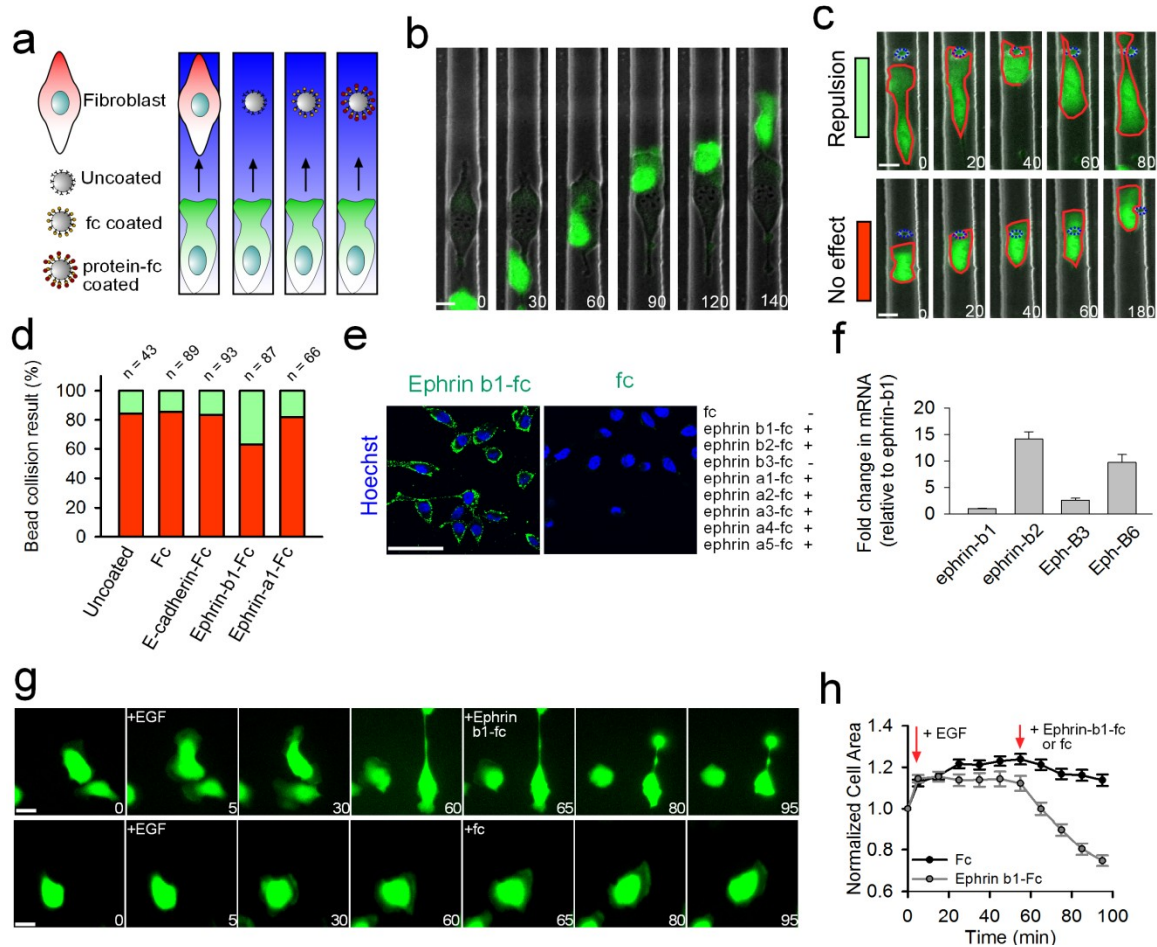 a
Fibroblast
Uncoated
fc coated
protein-fc
coated
b
0
30
60
90
120
140
c
Repulsion
0
20
40
60
80
No effect
0
20
40
60
180
d
Bead collision result (%)
n = 43
n = 89
n = 93
n = 87
n = 66
100
80
60
40
20
0
Uncoated
Fc
E-cadherin-Fc
Ephrin-b1-Fc
Ephrin-a1-Fc
e
Ephrin b1-fc
fc
Hoechst
fc -
ephrin b1-fc +
ephrin b2-fc +
ephrin b3-fc -
ephrin a1-fc +
ephrin a2-fc +
ephrin a3-fc +
ephrin a4-fc +
ephrin a5-fc +
f
Fold change in mRNA
(relative to ephrin-b1)
20
15
10
5
0
ephrin-b1
ephrin-b2
Eph-B3
Eph-B6
g
0
+EGF
5
30
60
+Ephrin
b1-fc
65
80
95
0
+EGF
5
30
60
+fc
65
80
95
h
Normalized Cell Area
1.4
1.2
1.0
0.8
0.6
+ EGF
+ Ephrin-b1-fc
or fc
Fc
Ephrin b1-Fc
0 20 40 60 80 100
Time (min)